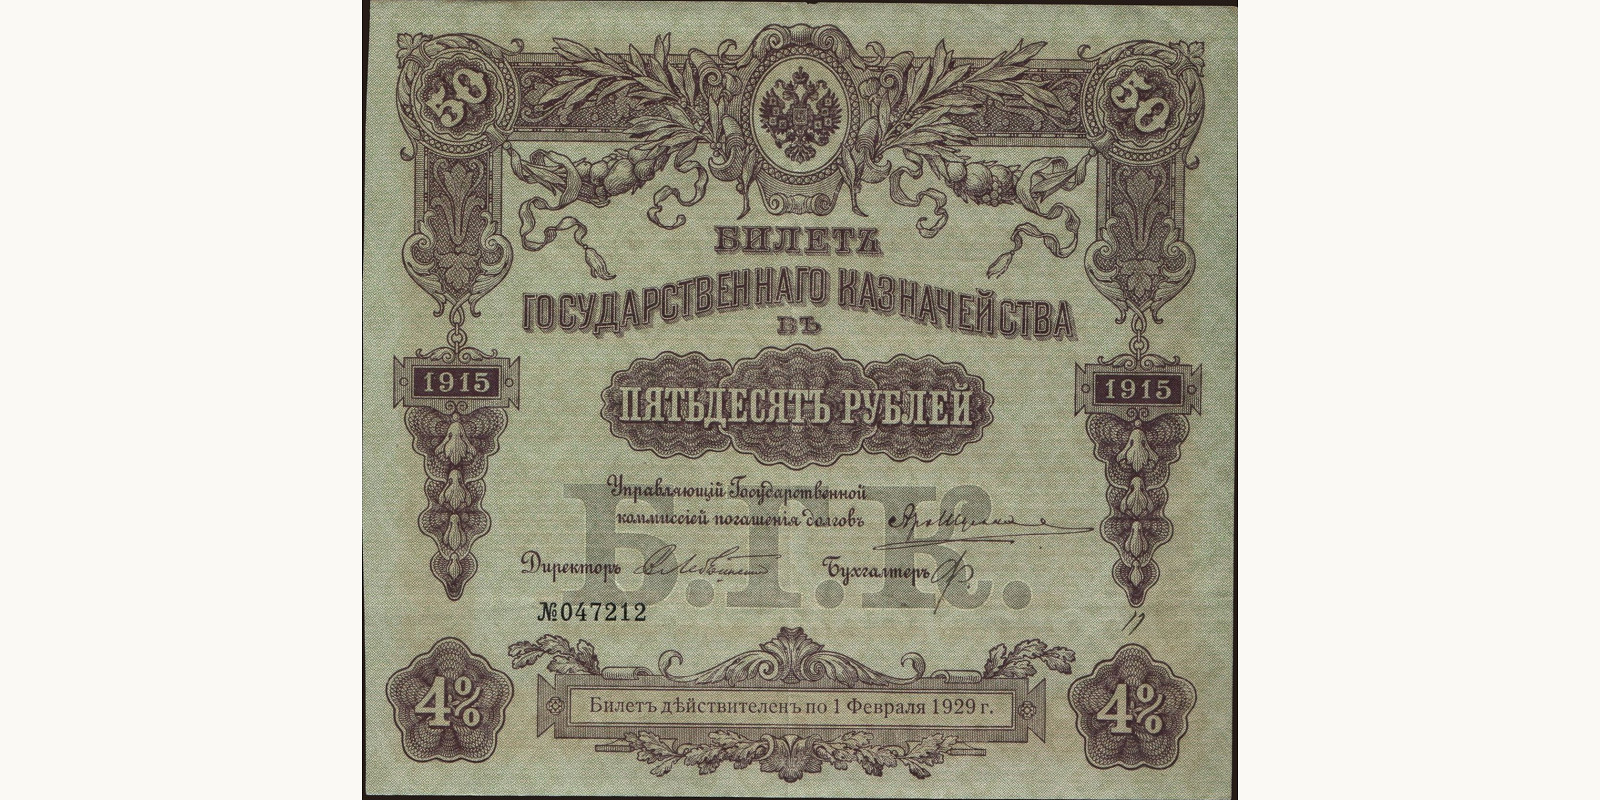 50 50
БИЛЕТЪ
ГОСУДАРСТВЕННАГО КАЗНАЧЕЙСТВА
ВЪ
1915 1915
ПЯТЬДЕСЯТЪ РУБЛЕЙ
Управляющій Государственной
коммиссіей погашенія долговъ
Директоръ Бухгалтеръ
Б.Г.К.
№047212
4% 4%
Билетъ дѣйствителенъ по 1 Февраля 1929 г.